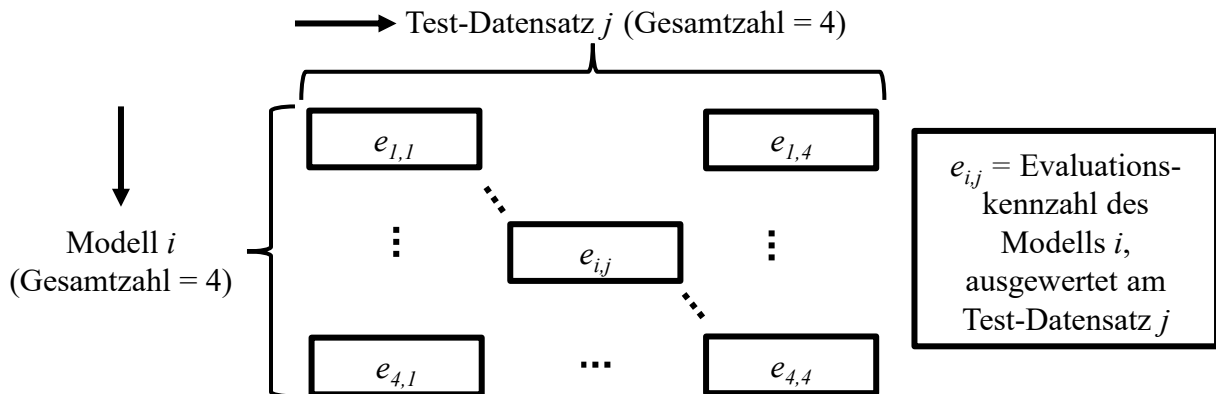 Test-Datensatz j (Gesamtzahl = 4)
e1,1
e1,4
Modell i
(Gesamtzahl = 4)
ei,j
e4,1
...
e4,4
ei,j = Evaluations-
kennzahl des
Modells i,
ausgewertet am
Test-Datensatz j